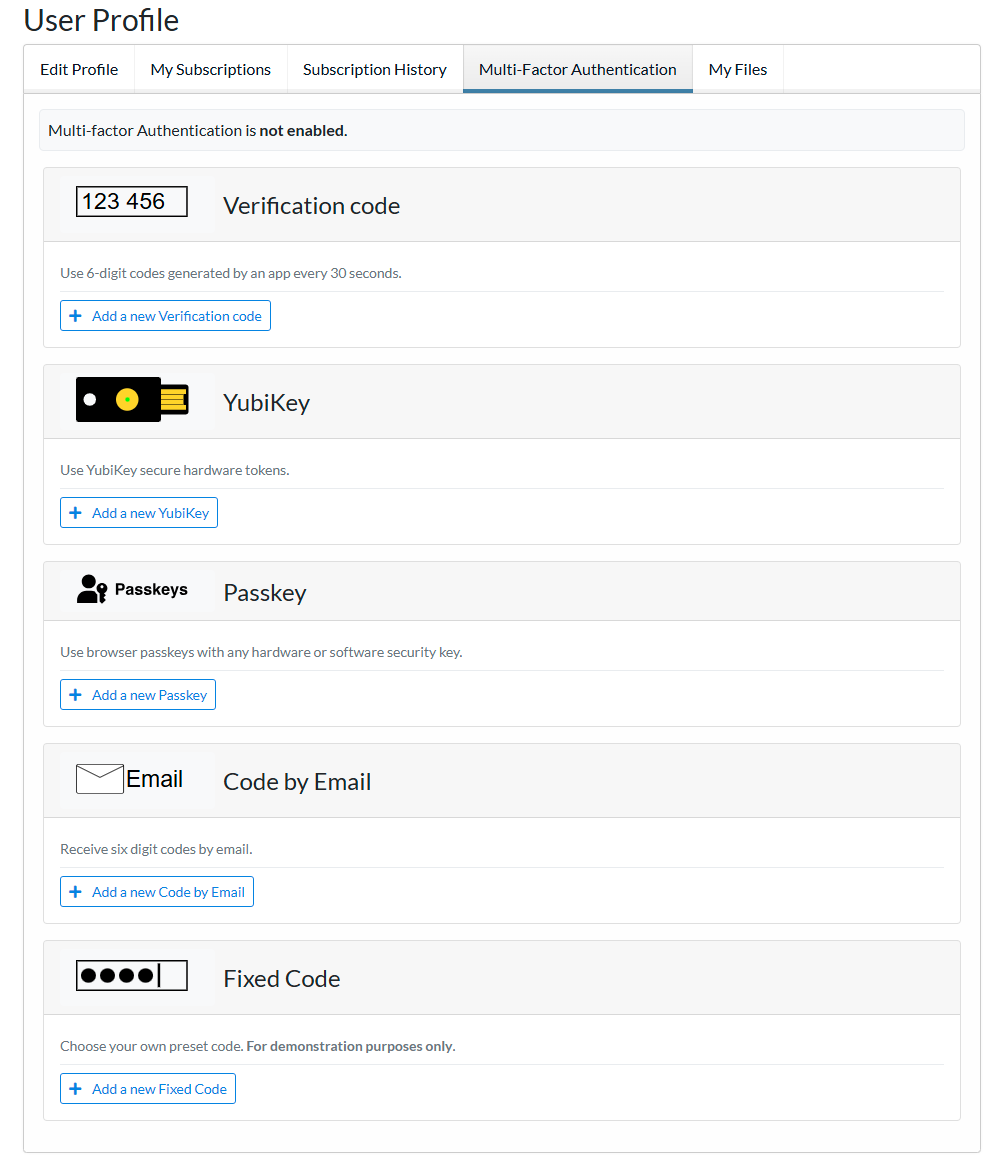 User Profile
Edit Profile My Subscriptions Subscription History Multi-Factor Authentication My Files
Multi-factor Authentication is not enabled.
123 456 Verification code
Use 6-digit codes generated by an app every 30 seconds.
+ Add a new Verification code
YubiKey
Use YubiKey secure hardware tokens.
+ Add a new YubiKey
Passkeys Passkey
Use browser passkeys with any hardware or software security key.
+ Add a new Passkey
Email Code by Email
Receive six digit codes by email.
+ Add a new Code by Email
Fixed Code
Choose your own preset code. For demonstration purposes only.
+ Add a new Fixed Code